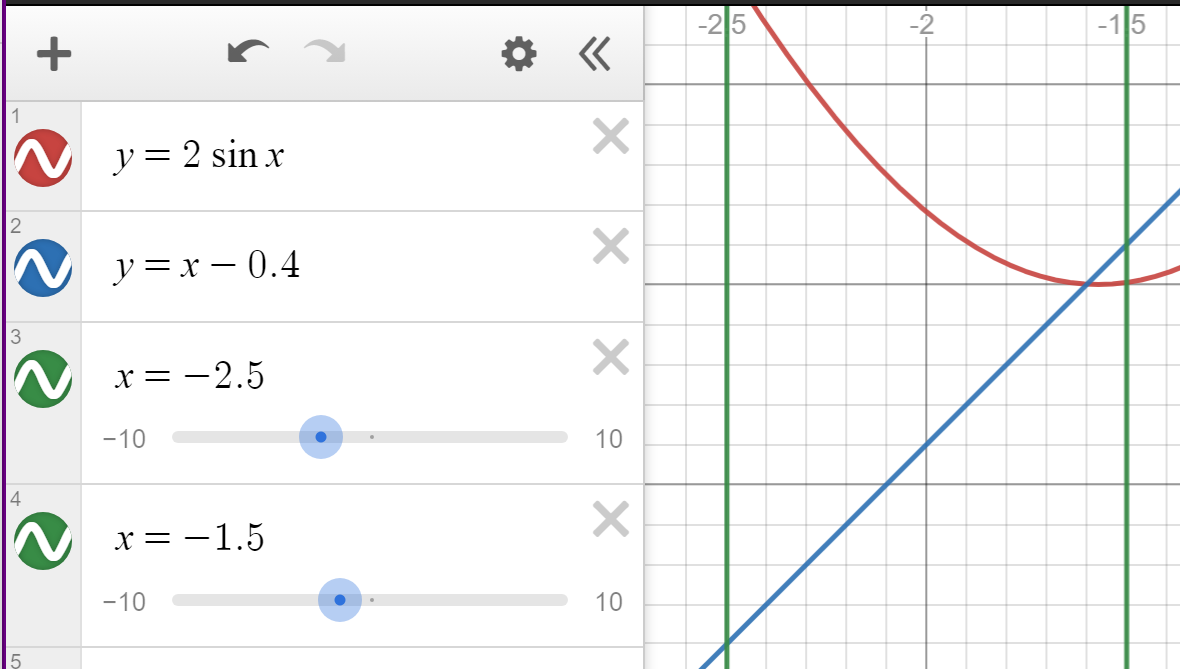 -2.5 -2 -1.5
1
y = 2 sin x
2
y = x − 0.4
3
x = −2.5
−10 10
4
x = −1.5
−10 10
5